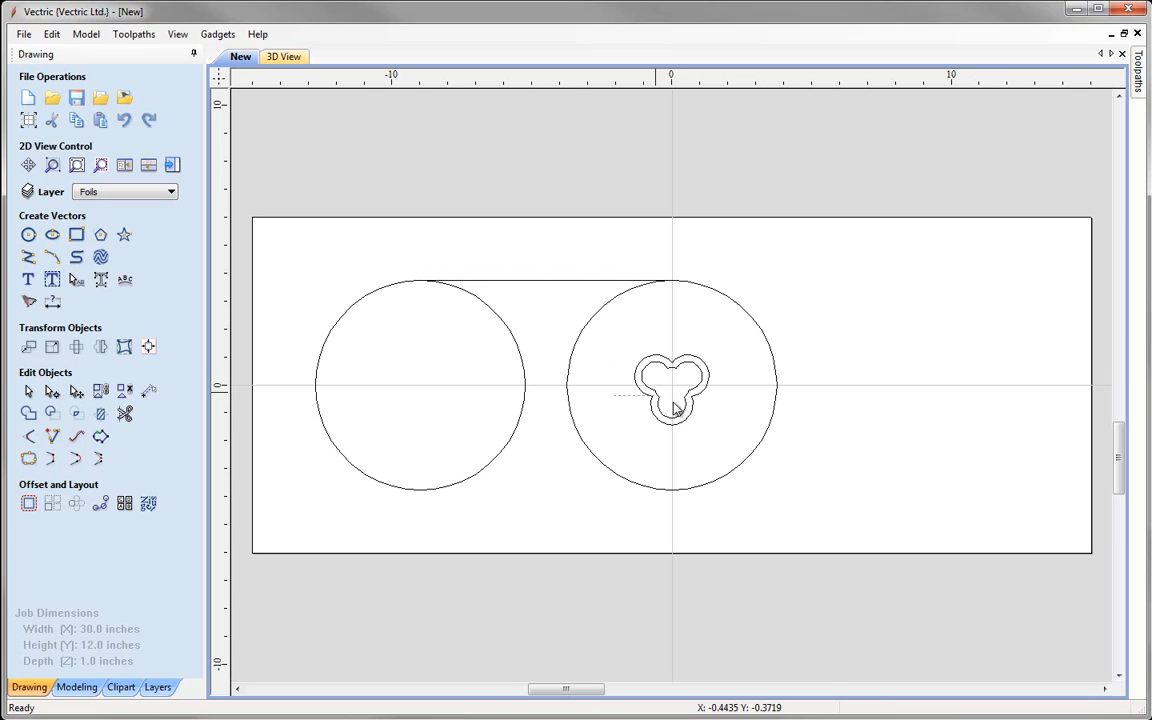 Vectric {Vectric Ltd.} - [New]
File Edit Model Toolpaths View Gadgets Help
Drawing
New 3D View
Toolpaths
File Operations
-10 0 10
10
0
-10
2D View Control
Layer Foils
Create Vectors
Transform Objects
Edit Objects
Offset and Layout
Job Dimensions
Width (X): 30.0 inches
Height (Y): 12.0 inches
Depth (Z): 1.0 inches
Drawing Modeling Clipart Layers
Ready X: -0.4435 Y: -0.3719